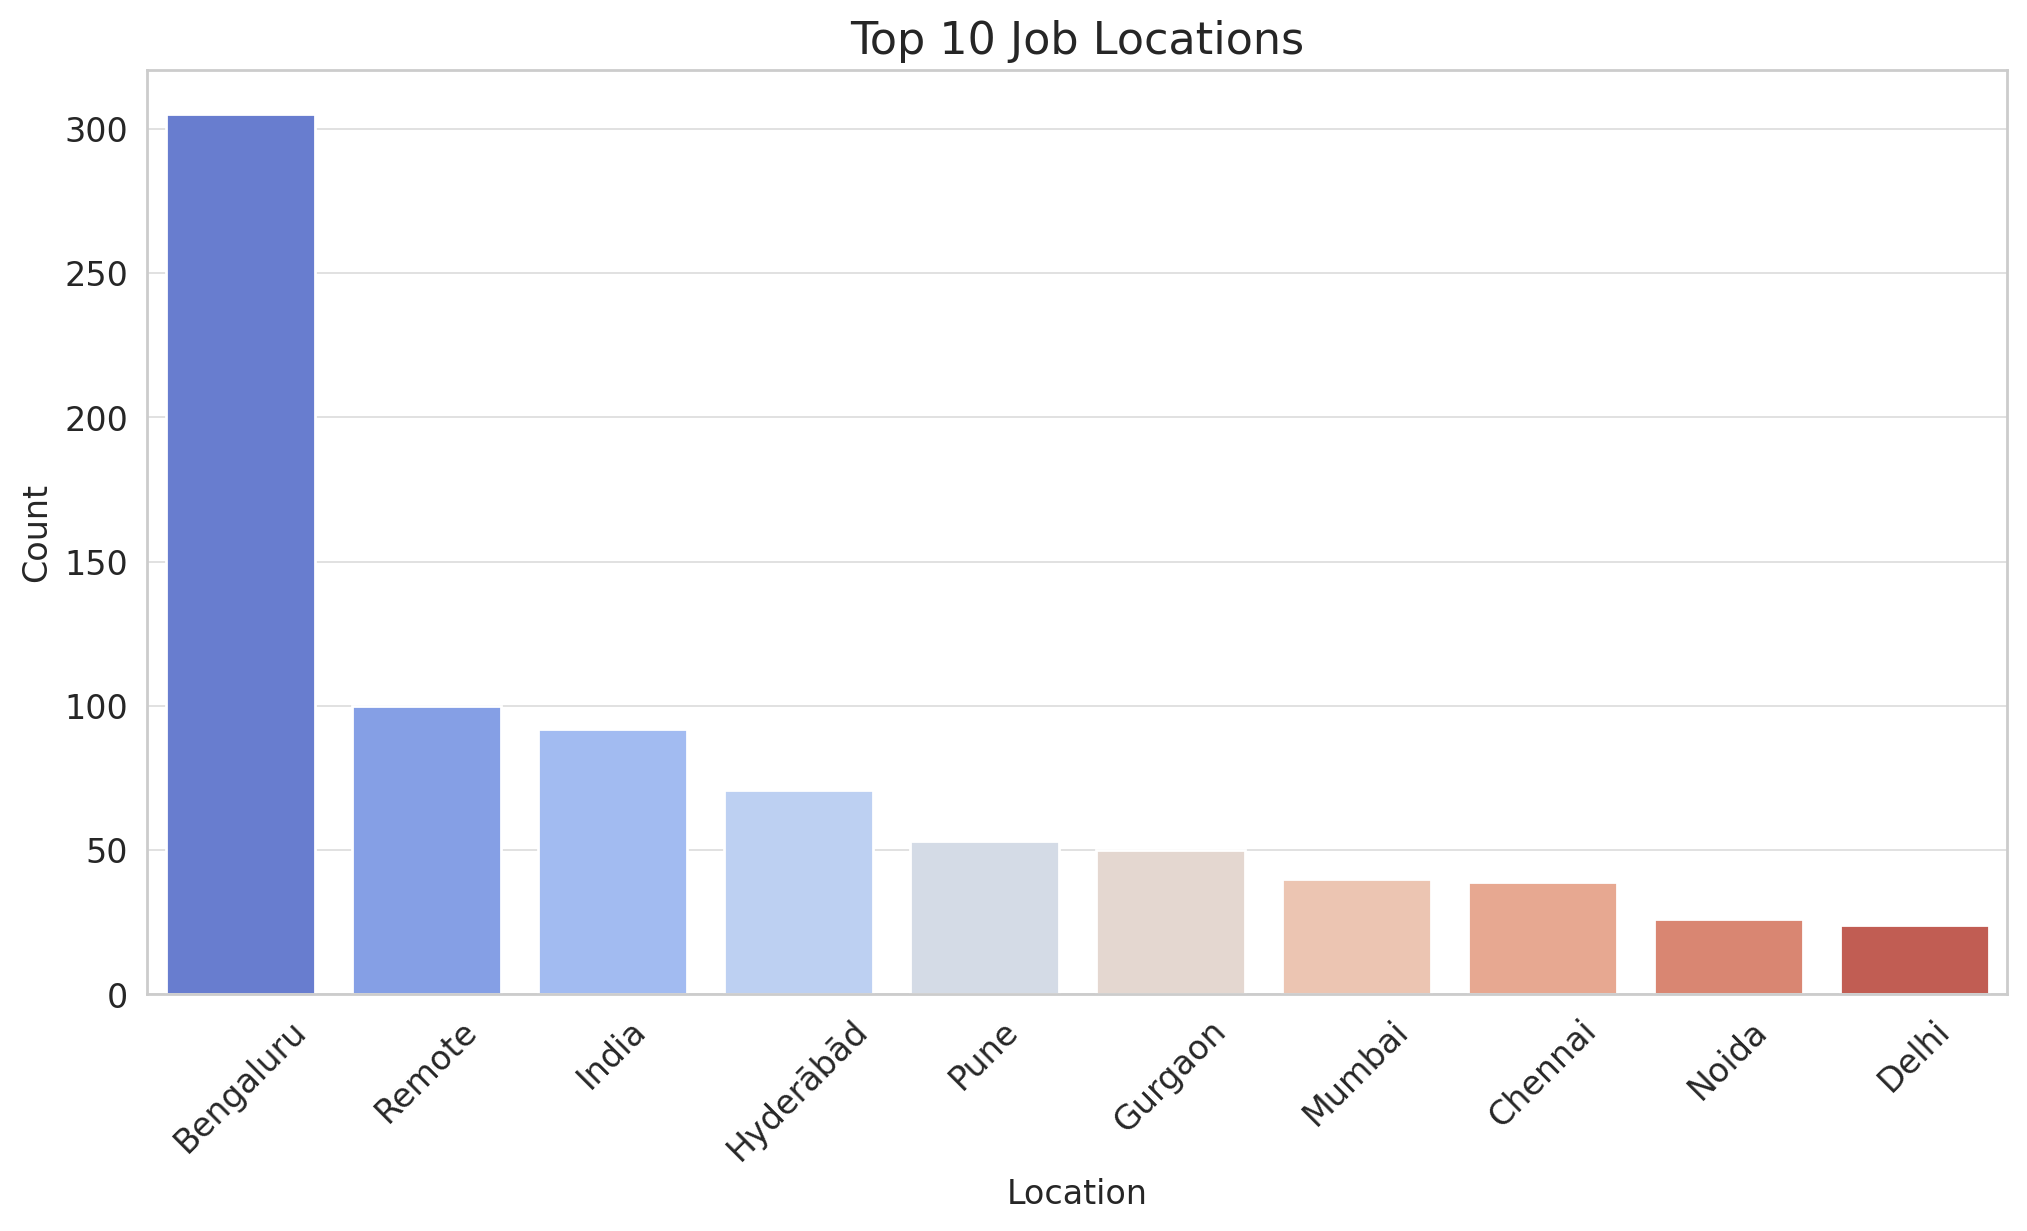 Top 10 Job Locations
300
250
200
150
100
50
0
Count
Bengaluru
Remote
India
Hyderābād
Pune
Gurgaon
Mumbai
Chennai
Noida
Delhi
Location